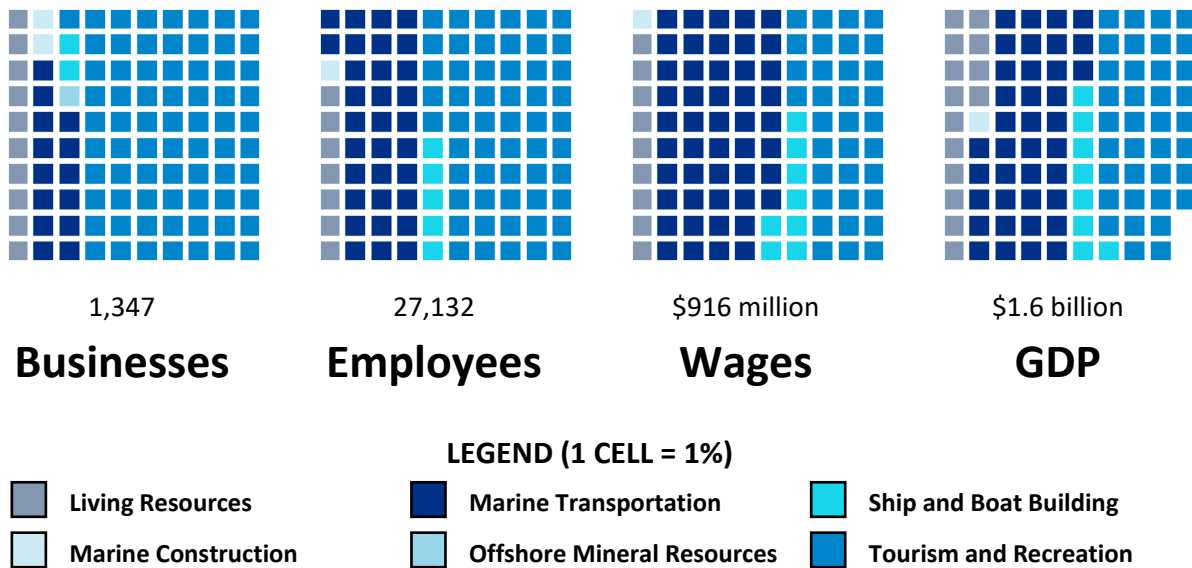 1,347 27,132 $916 million $1.6 billion
Businesses Employees Wages GDP
LEGEND (1 CELL = 1%)
Living Resources Marine Transportation Ship and Boat Building
Marine Construction Offshore Mineral Resources Tourism and Recreation